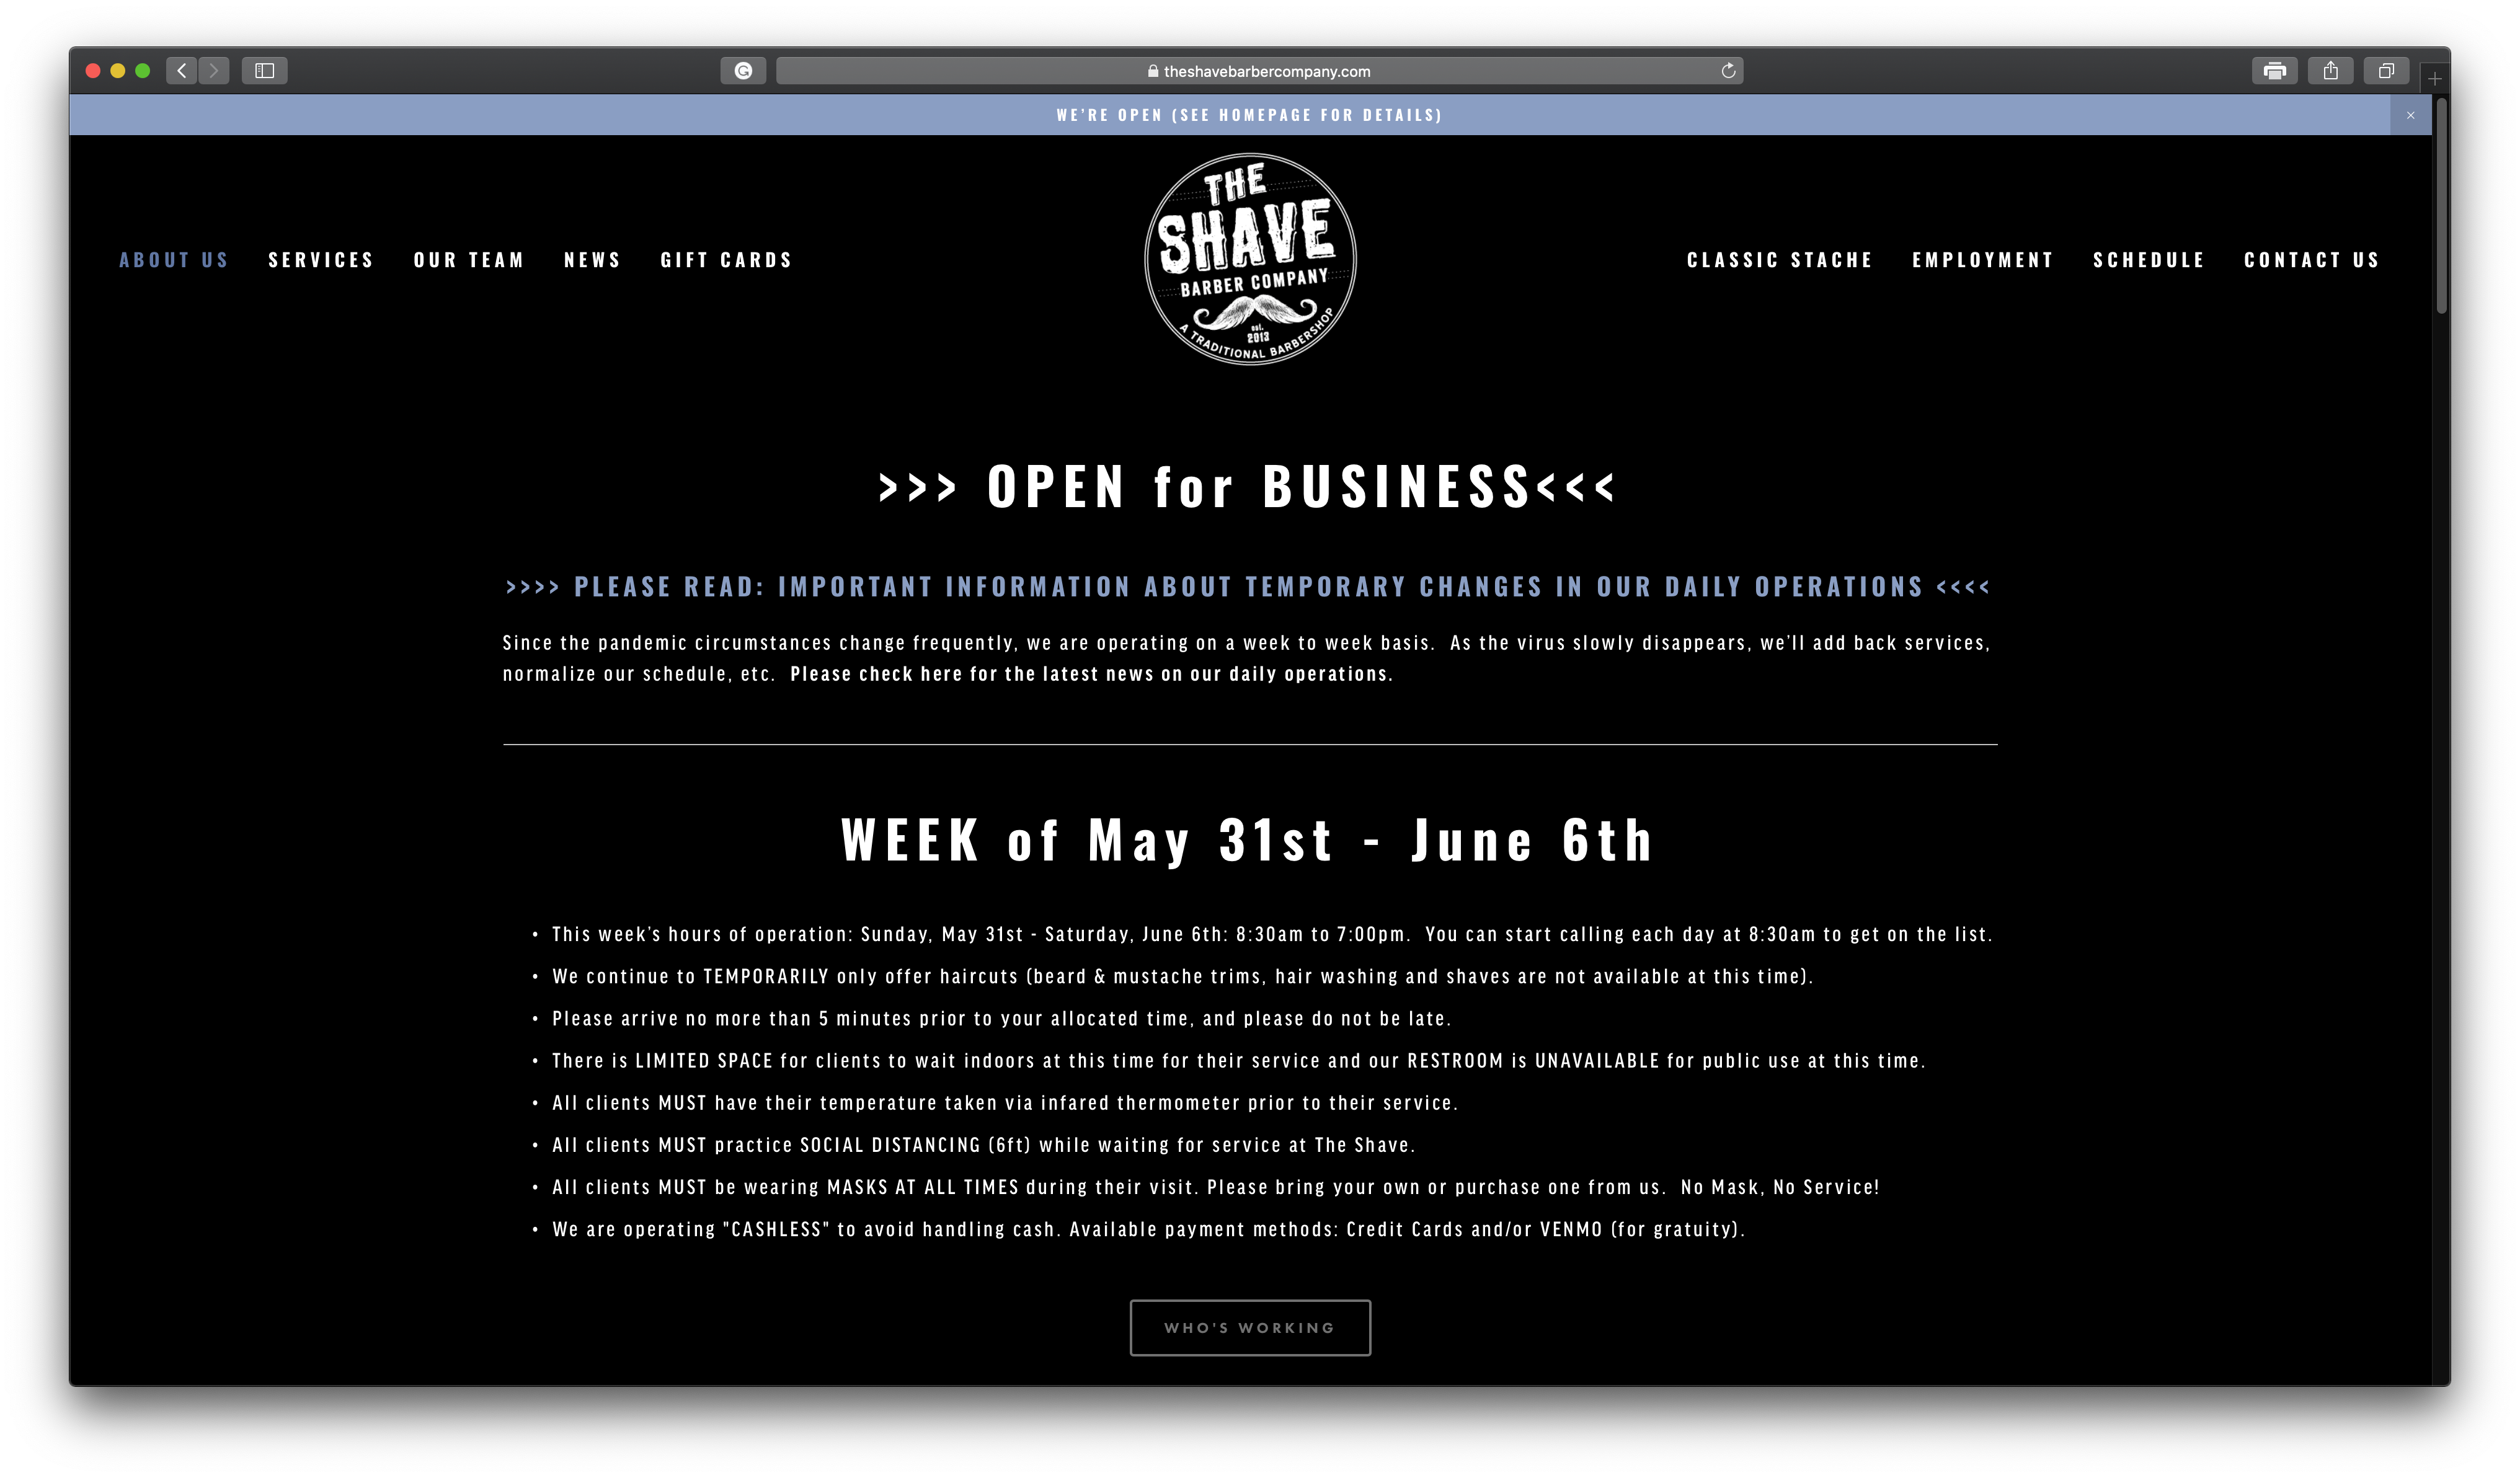 theshavebarbercompany.com
WE'RE OPEN (SEE HOMEPAGE FOR DETAILS)
ABOUT US SERVICES OUR TEAM NEWS GIFT CARDS
THE
SHAVE
BARBER COMPANY
est.
2013
A TRADITIONAL BARBERSHOP
CLASSIC STACHE EMPLOYMENT SCHEDULE CONTACT US
>>> OPEN for BUSINESS<<<
>>>> PLEASE READ: IMPORTANT INFORMATION ABOUT TEMPORARY CHANGES IN OUR DAILY OPERATIONS <<<<
Since the pandemic circumstances change frequently, we are operating on a week to week basis.  As the virus slowly disappears, we'll add back services,
normalize our schedule, etc.  Please check here for the latest news on our daily operations.
WEEK of May 31st - June 6th
• This week's hours of operation: Sunday, May 31st - Saturday, June 6th: 8:30am to 7:00pm.  You can start calling each day at 8:30am to get on the list.
• We continue to TEMPORARILY only offer haircuts (beard & mustache trims, hair washing and shaves are not available at this time).
• Please arrive no more than 5 minutes prior to your allocated time, and please do not be late.
• There is LIMITED SPACE for clients to wait indoors at this time for their service and our RESTROOM is UNAVAILABLE for public use at this time.
• All clients MUST have their temperature taken via infared thermometer prior to their service.
• All clients MUST practice SOCIAL DISTANCING (6ft) while waiting for service at The Shave.
• All clients MUST be wearing MASKS AT ALL TIMES during their visit. Please bring your own or purchase one from us.  No Mask, No Service!
• We are operating "CASHLESS" to avoid handling cash. Available payment methods: Credit Cards and/or VENMO (for gratuity).
WHO'S WORKING